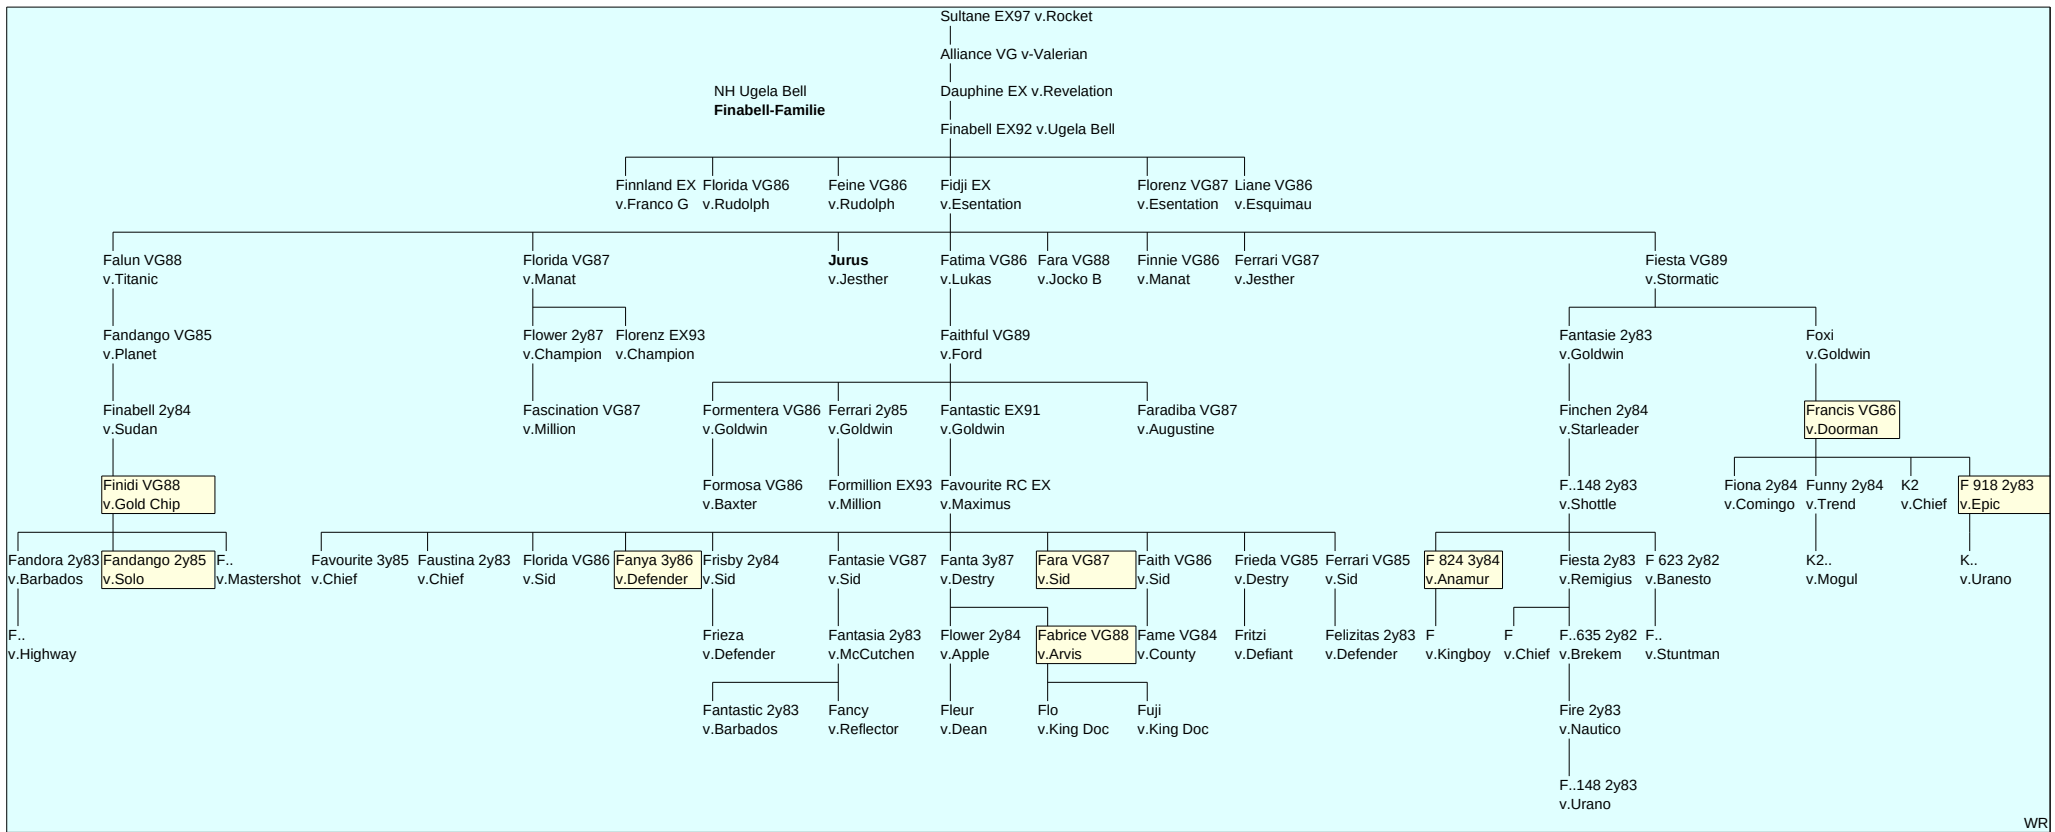 Sultane EX97 v.Rocket
Alliance VG v-Valerian
NH Ugela Bell
Finabell-Familie
Dauphine EX v.Revelation
Finabell EX92 v.Ugela Bell
Finnland EX
v.Franco G
Florida VG86
v.Rudolph
Feine VG86
v.Rudolph
Fidji EX
v.Esentation
Florenz VG87
v.Esentation
Liane VG86
v.Esquimau
Falun VG88
v.Titanic
Florida VG87
v.Manat
Jurus
v.Jesther
Fatima VG86
v.Lukas
Fara VG88
v.Jocko B
Finnie VG86
v.Manat
Ferrari VG87
v.Jesther
Fiesta VG89
v.Stormatic
Fandango VG85
v.Planet
Flower 2y87
v.Champion
Florenz EX93
v.Champion
Faithful VG89
v.Ford
Fantasie 2y83
v.Goldwin
Foxi
v.Goldwin
Finabell 2y84
v.Sudan
Fascination VG87
v.Million
Formentera VG86
v.Goldwin
Ferrari 2y85
v.Goldwin
Fantastic EX91
v.Goldwin
Faradiba VG87
v.Augustine
Finchen 2y84
v.Starleader
Francis VG86
v.Doorman
Finidi VG88
v.Gold Chip
Formosa VG86
v.Baxter
Formillion EX93
v.Million
Favourite RC EX
v.Maximus
F..148 2y83
v.Shottle
Fiona 2y84
v.Comingo
Funny 2y84
v.Trend
K2
v.Chief
F 918 2y83
v.Epic
Fandora 2y83
v.Barbados
Fandango 2y85
v.Solo
F..
v.Mastershot
Favourite 3y85
v.Chief
Faustina 2y83
v.Chief
Florida VG86
v.Sid
Fanya 3y86
v.Defender
Frisby 2y84
v.Sid
Fantasie VG87
v.Sid
Fanta 3y87
v.Destry
Fara VG87
v.Sid
Faith VG86
v.Sid
Frieda VG85
v.Destry
Ferrari VG85
v.Sid
F 824 3y84
v.Anamur
Fiesta 2y83
v.Remigius
F 623 2y82
v.Banesto
K2..
v.Mogul
K..
v.Urano
F..
v.Highway
Frieza
v.Defender
Fantasia 2y83
v.McCutchen
Flower 2y84
v.Apple
Fabrice VG88
v.Arvis
Fame VG84
v.County
Fritzi
v.Defiant
Felizitas 2y83
v.Defender
F
v.Kingboy
F
v.Chief
F..635 2y82
v.Brekem
F..
v.Stuntman
Fantastic 2y83
v.Barbados
Fancy
v.Reflector
Fleur
v.Dean
Flo
v.King Doc
Fuji
v.King Doc
Fire 2y83
v.Nautico
F..148 2y83
v.Urano
WR